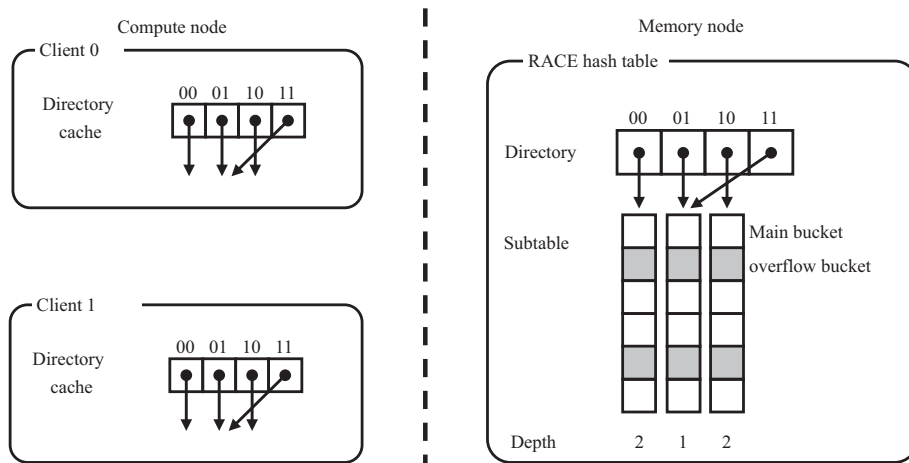 Compute node
Client 0
Directory
cache
00 01 10 11
Client 1
Directory
cache
00 01 10 11
Memory node
RACE hash table
00 01 10 11
Directory
Subtable
Main bucket
overflow bucket
Depth 2 1 2